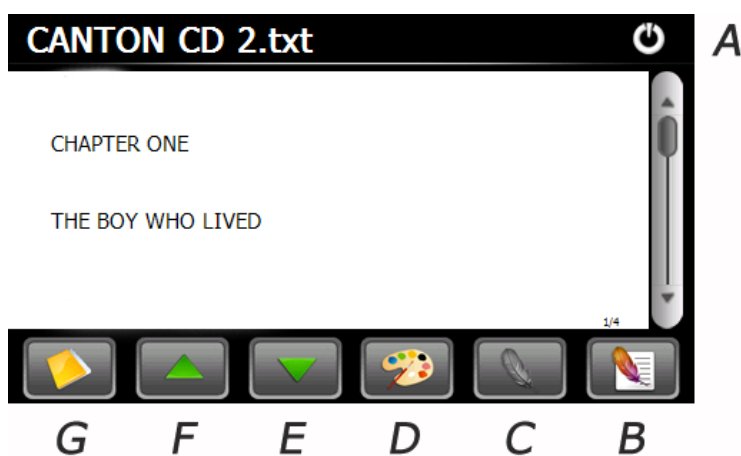 CANTON CD 2.txt
A
CHAPTER ONE
THE BOY WHO LIVED
1/4
G F E D C B